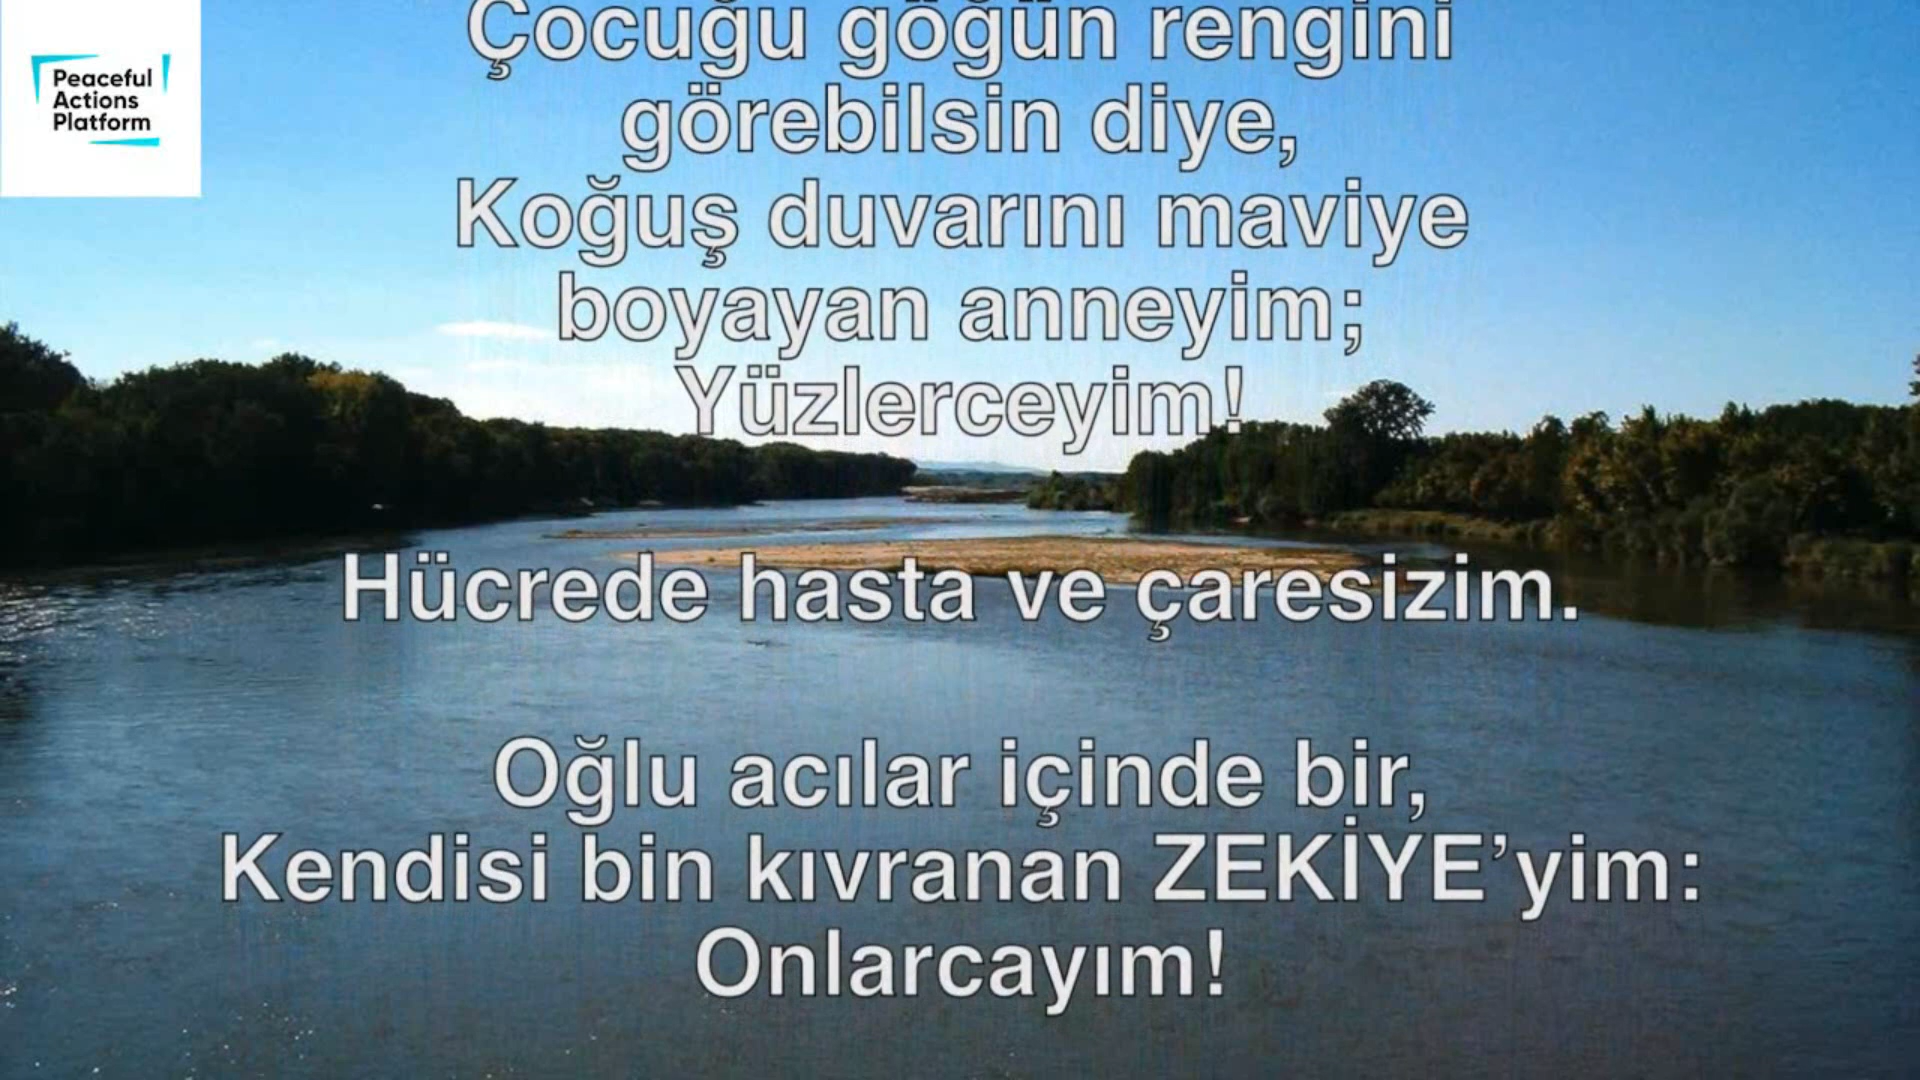 Peaceful
Actions
Platform
Çocuğu göğün rengini
görebilsin diye,
Koğuş duvarını maviye
boyayan anneyim;
Yüzlerceyim!
Hücrede hasta ve çaresizim.
Oğlu acılar içinde bir,
Kendisi bin kıvranan ZEKİYE’yim:
Onlarcayım!